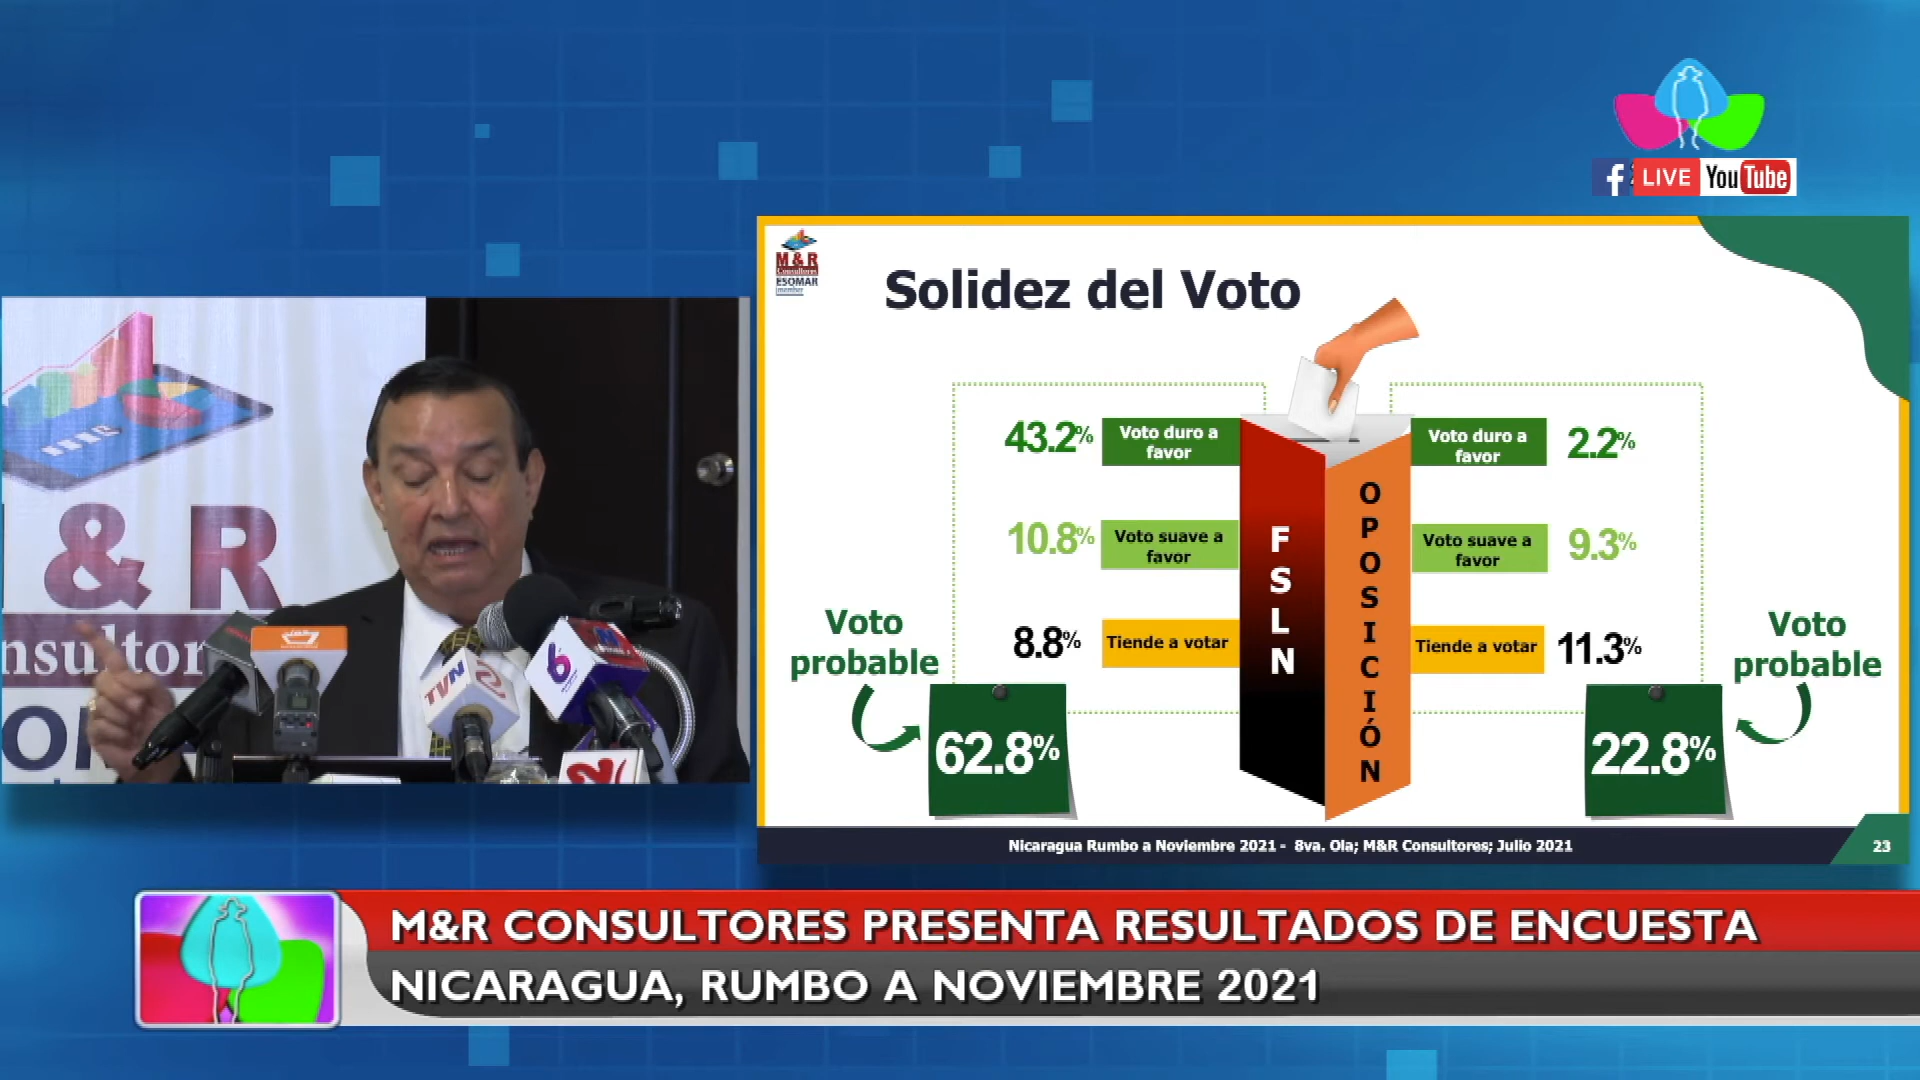 f LIVE YouTube
M&R
Consultores
ESOMAR
member
Solidez del Voto
43.2%
Voto duro a
favor
10.8%
Voto suave a
favor
8.8%
Tiende a votar
Voto
probable
62.8%
FSLN
OPOSICIÓN
Voto duro a
favor
2.2%
Voto suave a
favor
9.3%
Tiende a votar
11.3%
Voto
probable
22.8%
Nicaragua Rumbo a Noviembre 2021 - 8va. Ola; M&R Consultores; Julio 2021
23
& R
nsultor
TVN
6
N
M&R CONSULTORES PRESENTA RESULTADOS DE ENCUESTA
NICARAGUA, RUMBO A NOVIEMBRE 2021